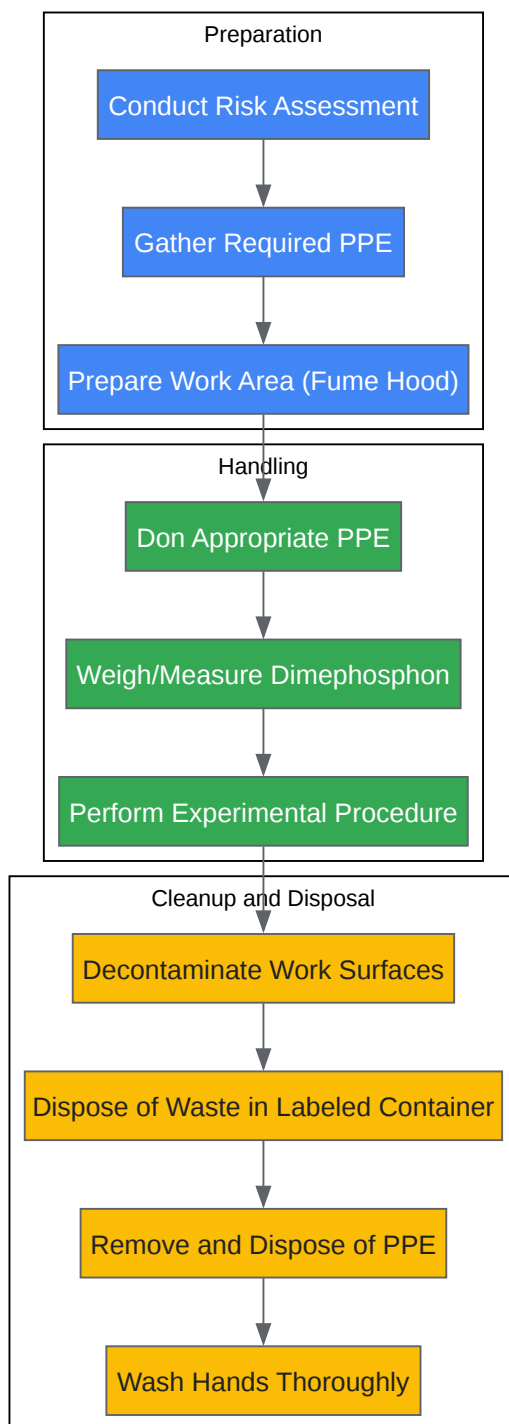 Preparation
Conduct Risk Assessment
Gather Required PPE
Prepare Work Area (Fume Hood)
Handling
Don Appropriate PPE
Weigh/Measure Dimephosphon
Perform Experimental Procedure
Cleanup and Disposal
Decontaminate Work Surfaces
Dispose of Waste in Labeled Container
Remove and Dispose of PPE
Wash Hands Thoroughly